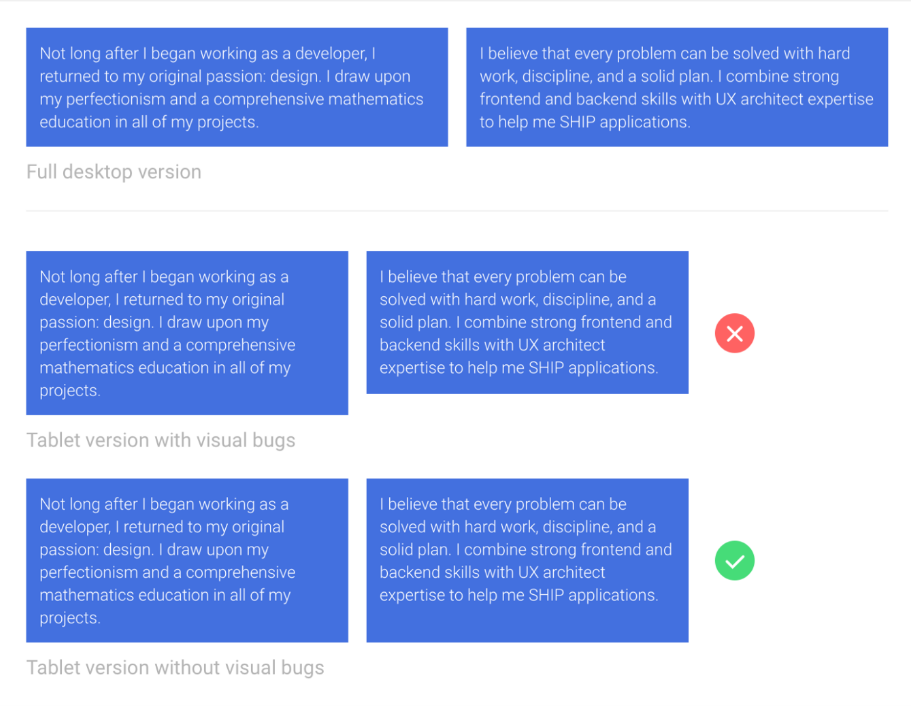 Not long after I began working as a developer, I
returned to my original passion: design. I draw upon
my perfectionism and a comprehensive mathematics
education in all of my projects.
I believe that every problem can be solved with hard
work, discipline, and a solid plan. I combine strong
frontend and backend skills with UX architect expertise
to help me SHIP applications.
Full desktop version
Not long after I began working as a
developer, I returned to my original
passion: design. I draw upon my
perfectionism and a comprehensive
mathematics education in all of my
projects.
I believe that every problem can be
solved with hard work, discipline, and a
solid plan. I combine strong frontend and
backend skills with UX architect
expertise to help me SHIP applications.
Tablet version with visual bugs
Not long after I began working as a
developer, I returned to my original
passion: design. I draw upon my
perfectionism and a comprehensive
mathematics education in all of my
projects.
I believe that every problem can be
solved with hard work, discipline, and a
solid plan. I combine strong frontend and
backend skills with UX architect
expertise to help me SHIP applications.
Tablet version without visual bugs